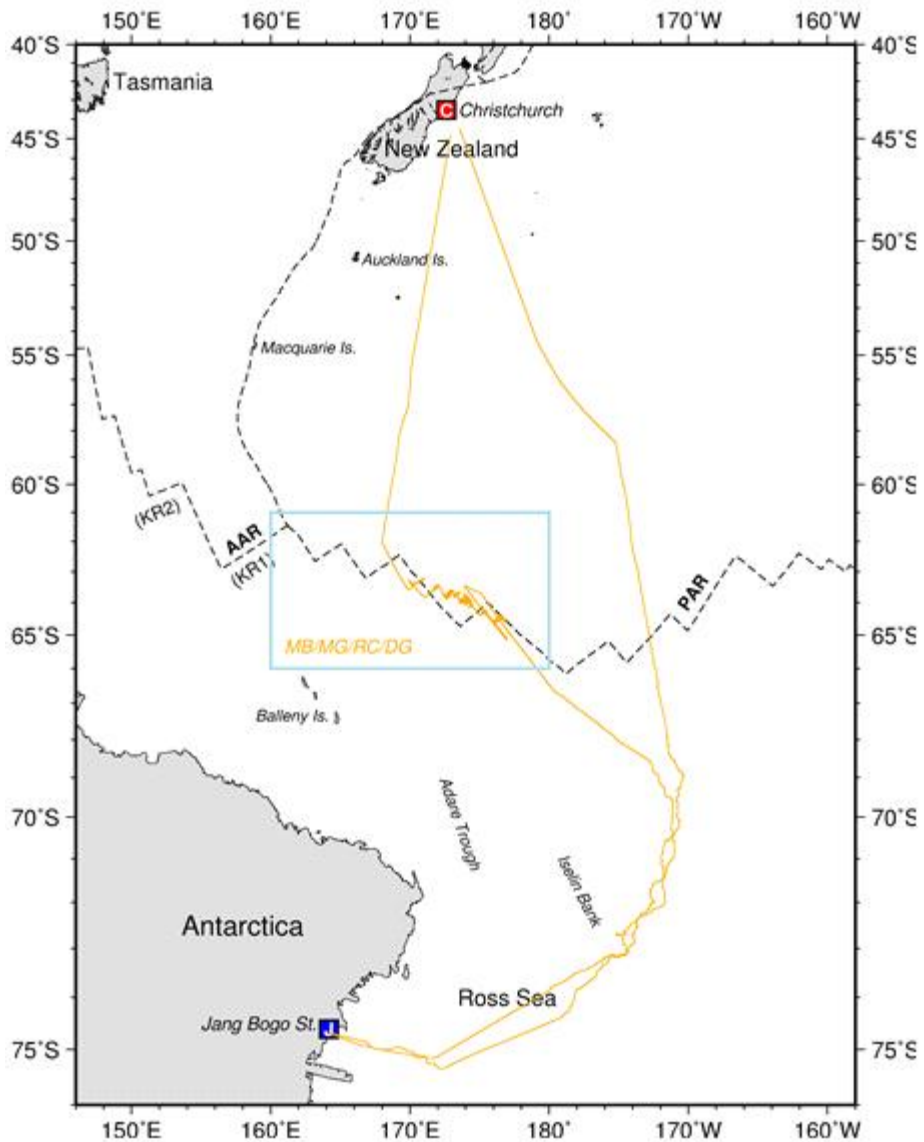 150˚E 160˚E 170˚E 180˚ 170˚W 160˚W
40˚S 40˚S
Tasmania
C Christchurch
45˚S 45˚S
New Zealand
50˚S 50˚S
Auckland Is.
Macquarie Is.
55˚S 55˚S
60˚S 60˚S
(KR2)
AAR
(KR1)
PAR
65˚S 65˚S
MB/MG/RC/DG
Balleny Is.
70˚S 70˚S
Adare Trough
Iselin Bank
Antarctica
Ross Sea
Jang Bogo St. J
75˚S 75˚S
150˚E 160˚E 170˚E 180˚ 170˚W 160˚W